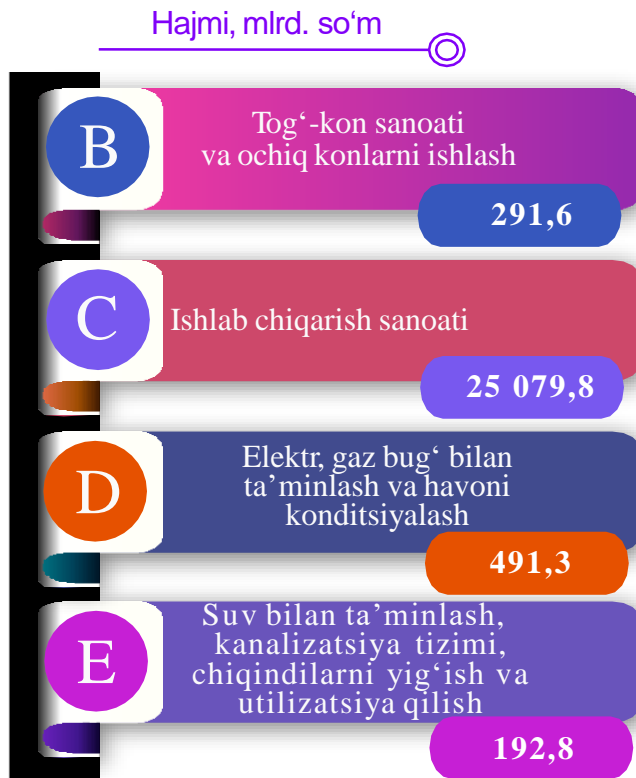 Hajmi, mlrd. so‘m
B
Tog‘-kon sanoati
va ochiq konlarni ishlash
291,6
C
Ishlab chiqarish sanoati
25 079,8
D
Elektr, gaz bug‘ bilan
ta’minlash va havoni
konditsiyalash
491,3
E
Suv bilan ta’minlash,
kanalizatsiya tizimi,
chiqindilarni yig‘ish va
utilizatsiya qilish
192,8